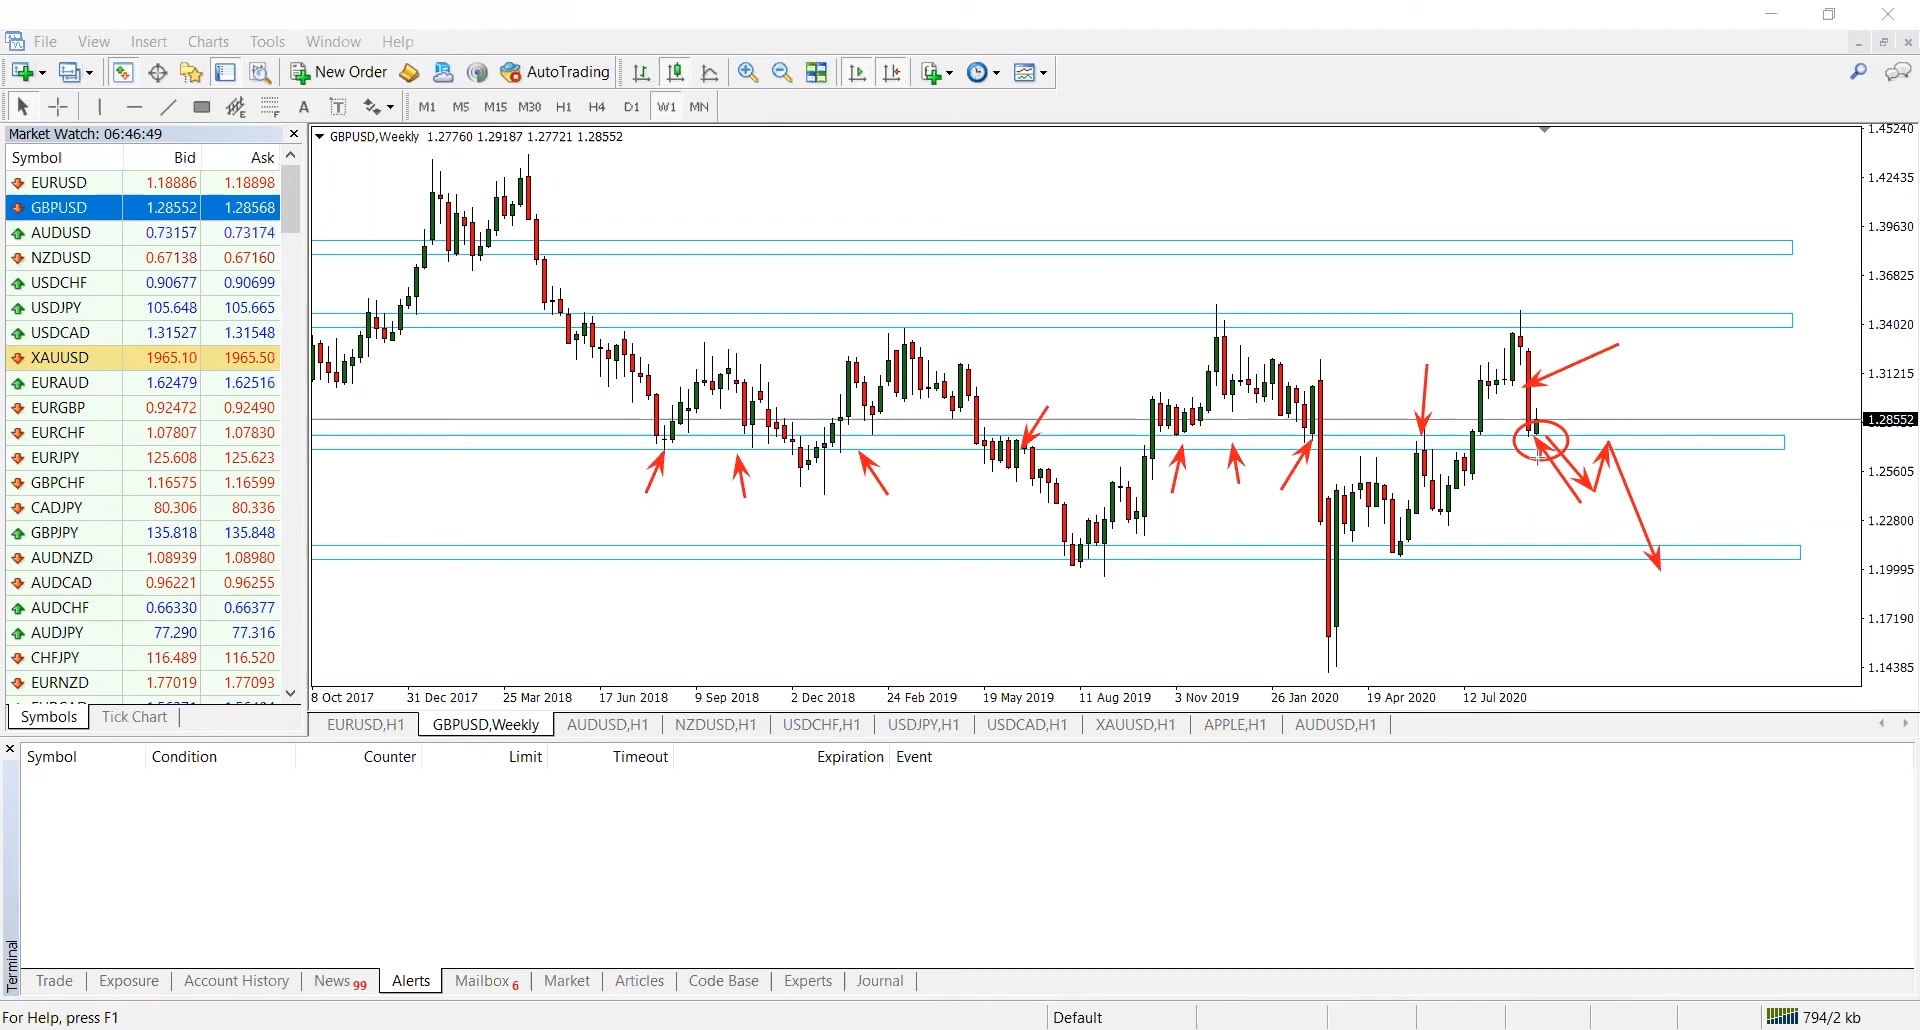 File View Insert Charts Tools Window Help
New Order AutoTrading
A T M1 M5 M15 M30 H1 H4 D1 W1 MN
Market Watch: 06:46:49
Symbol Bid Ask
EURUSD 1.18886 1.18898
GBPUSD 1.28552 1.28568
AUDUSD 0.73157 0.73174
NZDUSD 0.67138 0.67160
USDCHF 0.90677 0.90699
USDJPY 105.648 105.665
USDCAD 1.31527 1.31548
XAUUSD 1965.10 1965.50
EURAUD 1.62479 1.62516
EURGBP 0.92472 0.92490
EURCHF 1.07807 1.07830
EURJPY 125.608 125.623
GBPCHF 1.16575 1.16599
CADJPY 80.306 80.336
GBPJPY 135.818 135.848
AUDNZD 1.08939 1.08980
AUDCAD 0.96221 0.96255
AUDCHF 0.66330 0.66377
AUDJPY 77.290 77.316
CHFJPY 116.489 116.520
EURNZD 1.77019 1.77093
Symbols Tick Chart
GBPUSD,Weekly 1.27760 1.29187 1.27721 1.28552
1.45240
1.42435
1.39630
1.36825
1.34020
1.31215
1.28552
1.25605
1.22800
1.19995
1.17190
1.14385
8 Oct 2017 31 Dec 2017 25 Mar 2018 17 Jun 2018 9 Sep 2018 2 Dec 2018 24 Feb 2019 19 May 2019 11 Aug 2019 3 Nov 2019 26 Jan 2020 19 Apr 2020 12 Jul 2020
EURUSD,H1 GBPUSD,Weekly AUDUSD,H1 NZDUSD,H1 USDCHF,H1 USDJPY,H1 USDCAD,H1 XAUUSD,H1 APPLE,H1 AUDUSD,H1
Symbol Condition Counter Limit Timeout Expiration Event
Terminal
Trade Exposure Account History News 99 Alerts Mailbox 6 Market Articles Code Base Experts Journal
For Help, press F1 Default 794/2 kb